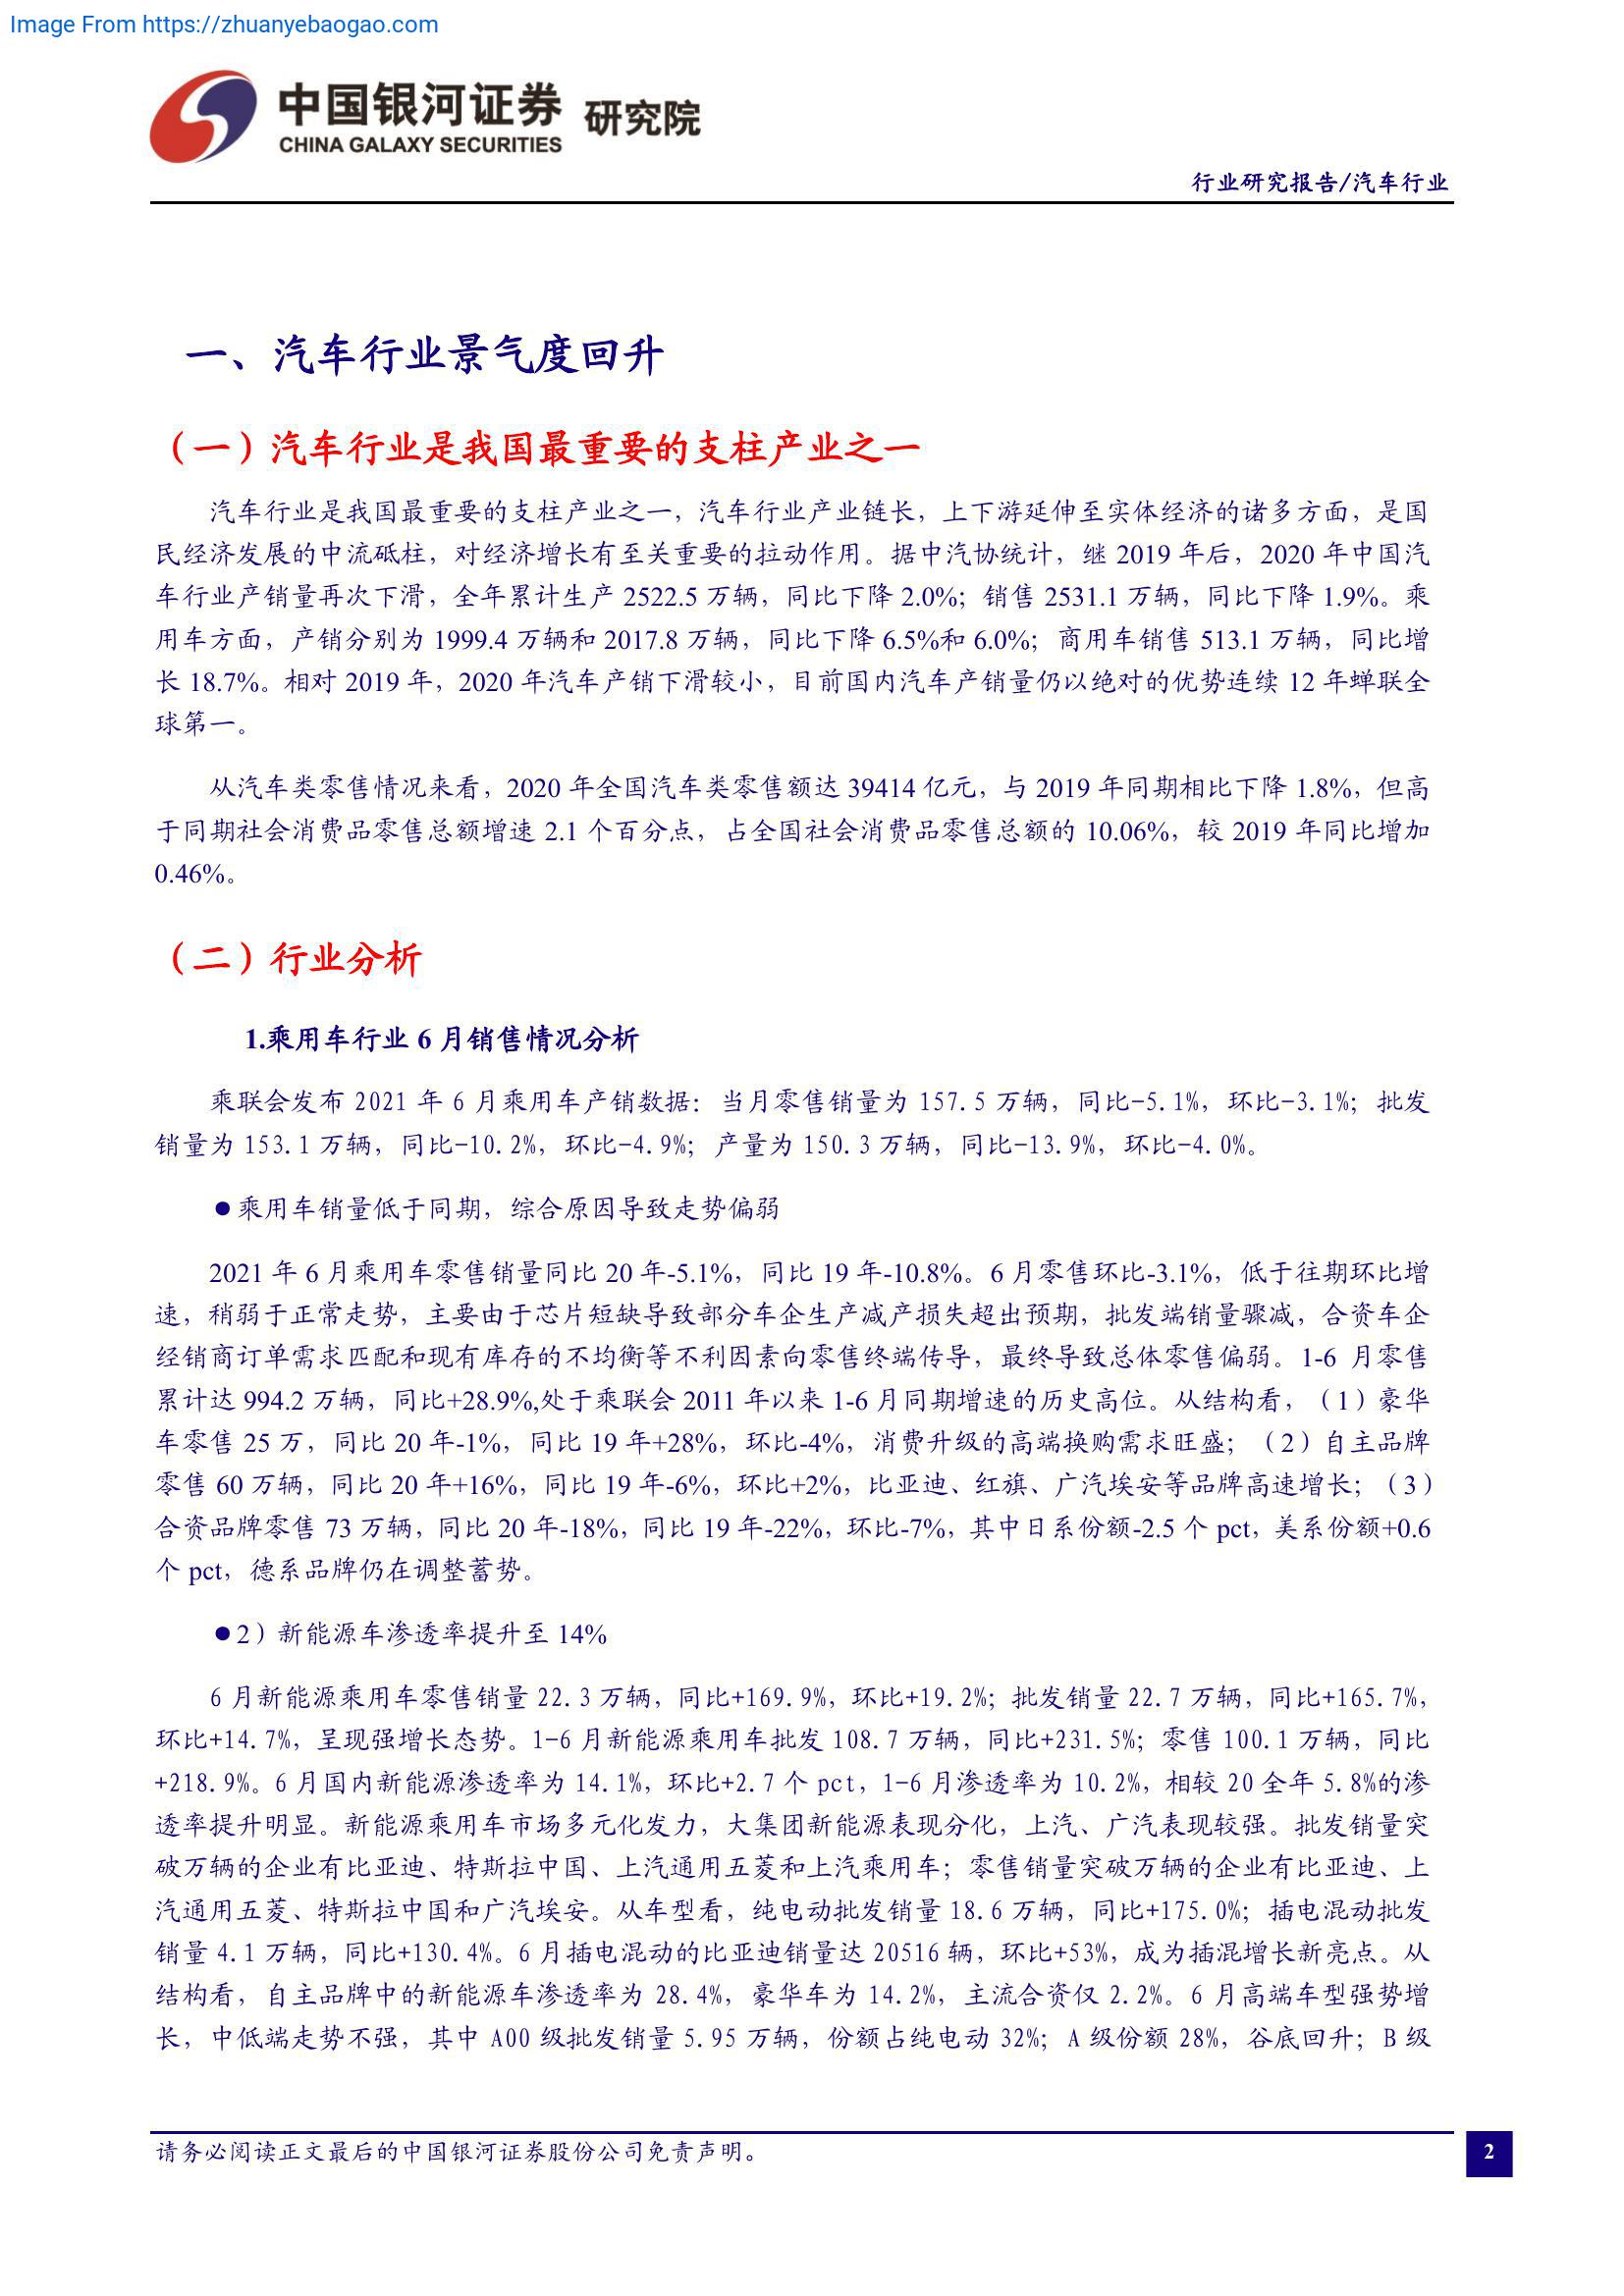 Image From https://zhuanyebaogao.com
中国银河证券 研究院
CHINA GALAXY SECURITIES
行业研究报告/汽车行业
一、汽车行业景气度回升
（一）汽车行业是我国最重要的支柱产业之一
汽车行业是我国最重要的支柱产业之一，汽车行业产业链长，上下游延伸至实体经济的诸多方面，是国
民经济发展的中流砥柱，对经济增长有至关重要的拉动作用。据中汽协统计，继 2019 年后，2020 年中国汽
车行业产销量再次下滑，全年累计生产 2522.5 万辆，同比下降 2.0%；销售 2531.1 万辆，同比下降 1.9%。乘
用车方面，产销分别为 1999.4 万辆和 2017.8 万辆，同比下降 6.5%和 6.0%；商用车销售 513.1 万辆，同比增
长 18.7%。相对 2019 年，2020 年汽车产销下滑较小，目前国内汽车产销量仍以绝对的优势连续 12 年蝉联全
球第一。
从汽车类零售情况来看，2020 年全国汽车类零售额达 39414 亿元，与 2019 年同期相比下降 1.8%，但高
于同期社会消费品零售总额增速 2.1 个百分点，占全国社会消费品零售总额的 10.06%，较 2019 年同比增加
0.46%。
（二）行业分析
1.乘用车行业 6 月销售情况分析
乘联会发布 2021 年 6 月乘用车产销数据：当月零售销量为 157.5 万辆，同比-5.1%，环比-3.1%；批发
销量为 153.1 万辆，同比-10.2%，环比-4.9%；产量为 150.3 万辆，同比-13.9%，环比-4.0%。
●乘用车销量低于同期，综合原因导致走势偏弱
2021 年 6 月乘用车零售销量同比 20 年-5.1%，同比 19 年-10.8%。6 月零售环比-3.1%，低于往期环比增
速，稍弱于正常走势，主要由于芯片短缺导致部分车企生产减产损失超出预期，批发端销量骤减，合资车企
经销商订单需求匹配和现有库存的不均衡等不利因素向零售终端传导，最终导致总体零售偏弱。1-6 月零售
累计达 994.2 万辆，同比+28.9%,处于乘联会 2011 年以来 1-6 月同期增速的历史高位。从结构看，（1）豪华
车零售 25 万，同比 20 年-1%，同比 19 年+28%，环比-4%，消费升级的高端换购需求旺盛；（2）自主品牌
零售 60 万辆，同比 20 年+16%，同比 19 年-6%，环比+2%，比亚迪、红旗、广汽埃安等品牌高速增长；（3）
合资品牌零售 73 万辆，同比 20 年-18%，同比 19 年-22%，环比-7%，其中日系份额-2.5 个 pct，美系份额+0.6
个 pct，德系品牌仍在调整蓄势。
●2）新能源车渗透率提升至 14%
6 月新能源乘用车零售销量 22.3 万辆，同比+169.9%，环比+19.2%；批发销量 22.7 万辆，同比+165.7%，
环比+14.7%，呈现强增长态势。1-6 月新能源乘用车批发 108.7 万辆，同比+231.5%；零售 100.1 万辆，同比
+218.9%。6 月国内新能源渗透率为 14.1%，环比+2.7 个 pct，1-6 月渗透率为 10.2%，相较 20 全年 5.8%的渗
透率提升明显。新能源乘用车市场多元化发力，大集团新能源表现分化，上汽、广汽表现较强。批发销量突
破万辆的企业有比亚迪、特斯拉中国、上汽通用五菱和上汽乘用车；零售销量突破万辆的企业有比亚迪、上
汽通用五菱、特斯拉中国和广汽埃安。从车型看，纯电动批发销量 18.6 万辆，同比+175.0%；插电混动批发
销量 4.1 万辆，同比+130.4%。6 月插电混动的比亚迪销量达 20516 辆，环比+53%，成为插混增长新亮点。从
结构看，自主品牌中的新能源车渗透率为 28.4%，豪华车为 14.2%，主流合资仅 2.2%。6 月高端车型强势增
长，中低端走势不强，其中 A00 级批发销量 5.95 万辆，份额占纯电动 32%；A 级份额 28%，谷底回升；B 级
请务必阅读正文最后的中国银河证券股份公司免责声明。
2